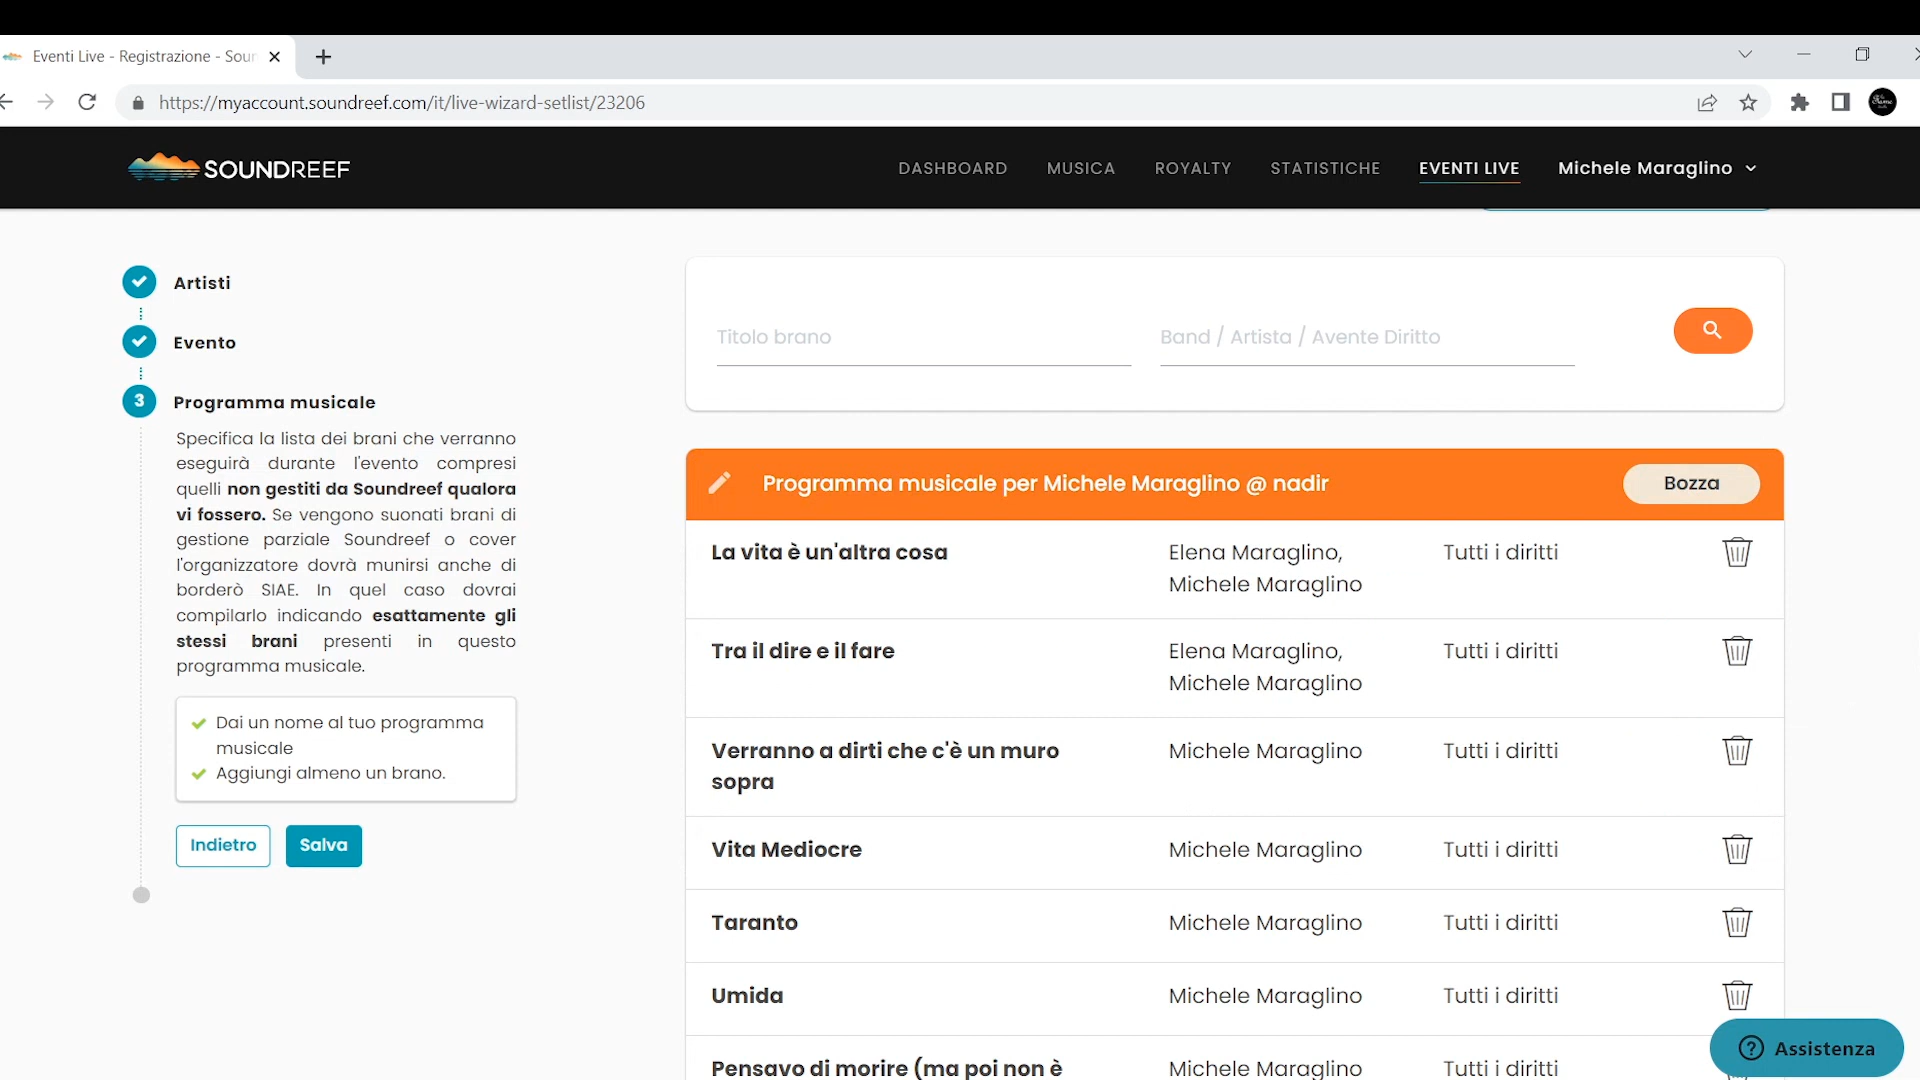 Eventi Live - Registrazione - Soun
https://myaccount.soundreef.com/it/live-wizard-setlist/23206
SOUNDREEF
DASHBOARD
MUSICA
ROYALTY
STATISTICHE
EVENTI LIVE
Michele Maraglino
Artisti
Evento
3 Programma musicale
Specifica la lista dei brani che verranno
eseguirà durante l'evento compresi
quelli non gestiti da Soundreef qualora
vi fossero. Se vengono suonati brani di
gestione parziale Soundreef o cover
l'organizzatore dovrà munirsi anche di
borderò SIAE. In quel caso dovrai
compilarlo indicando esattamente gli
stessi brani presenti in questo
programma musicale.
Dai un nome al tuo programma
musicale
Aggiungi almeno un brano.
Indietro
Salva
Titolo brano
Band / Artista / Avente Diritto
Programma musicale per Michele Maraglino @ nadir
Bozza
La vita è un'altra cosa
Elena Maraglino,
Michele Maraglino
Tutti i diritti
Tra il dire e il fare
Elena Maraglino,
Michele Maraglino
Tutti i diritti
Verranno a dirti che c'è un muro
sopra
Michele Maraglino
Tutti i diritti
Vita Mediocre
Michele Maraglino
Tutti i diritti
Taranto
Michele Maraglino
Tutti i diritti
Umida
Michele Maraglino
Tutti i diritti
Pensavo di morire (ma poi non è
Michele Maraglino
Tutti i diritti
Assistenza